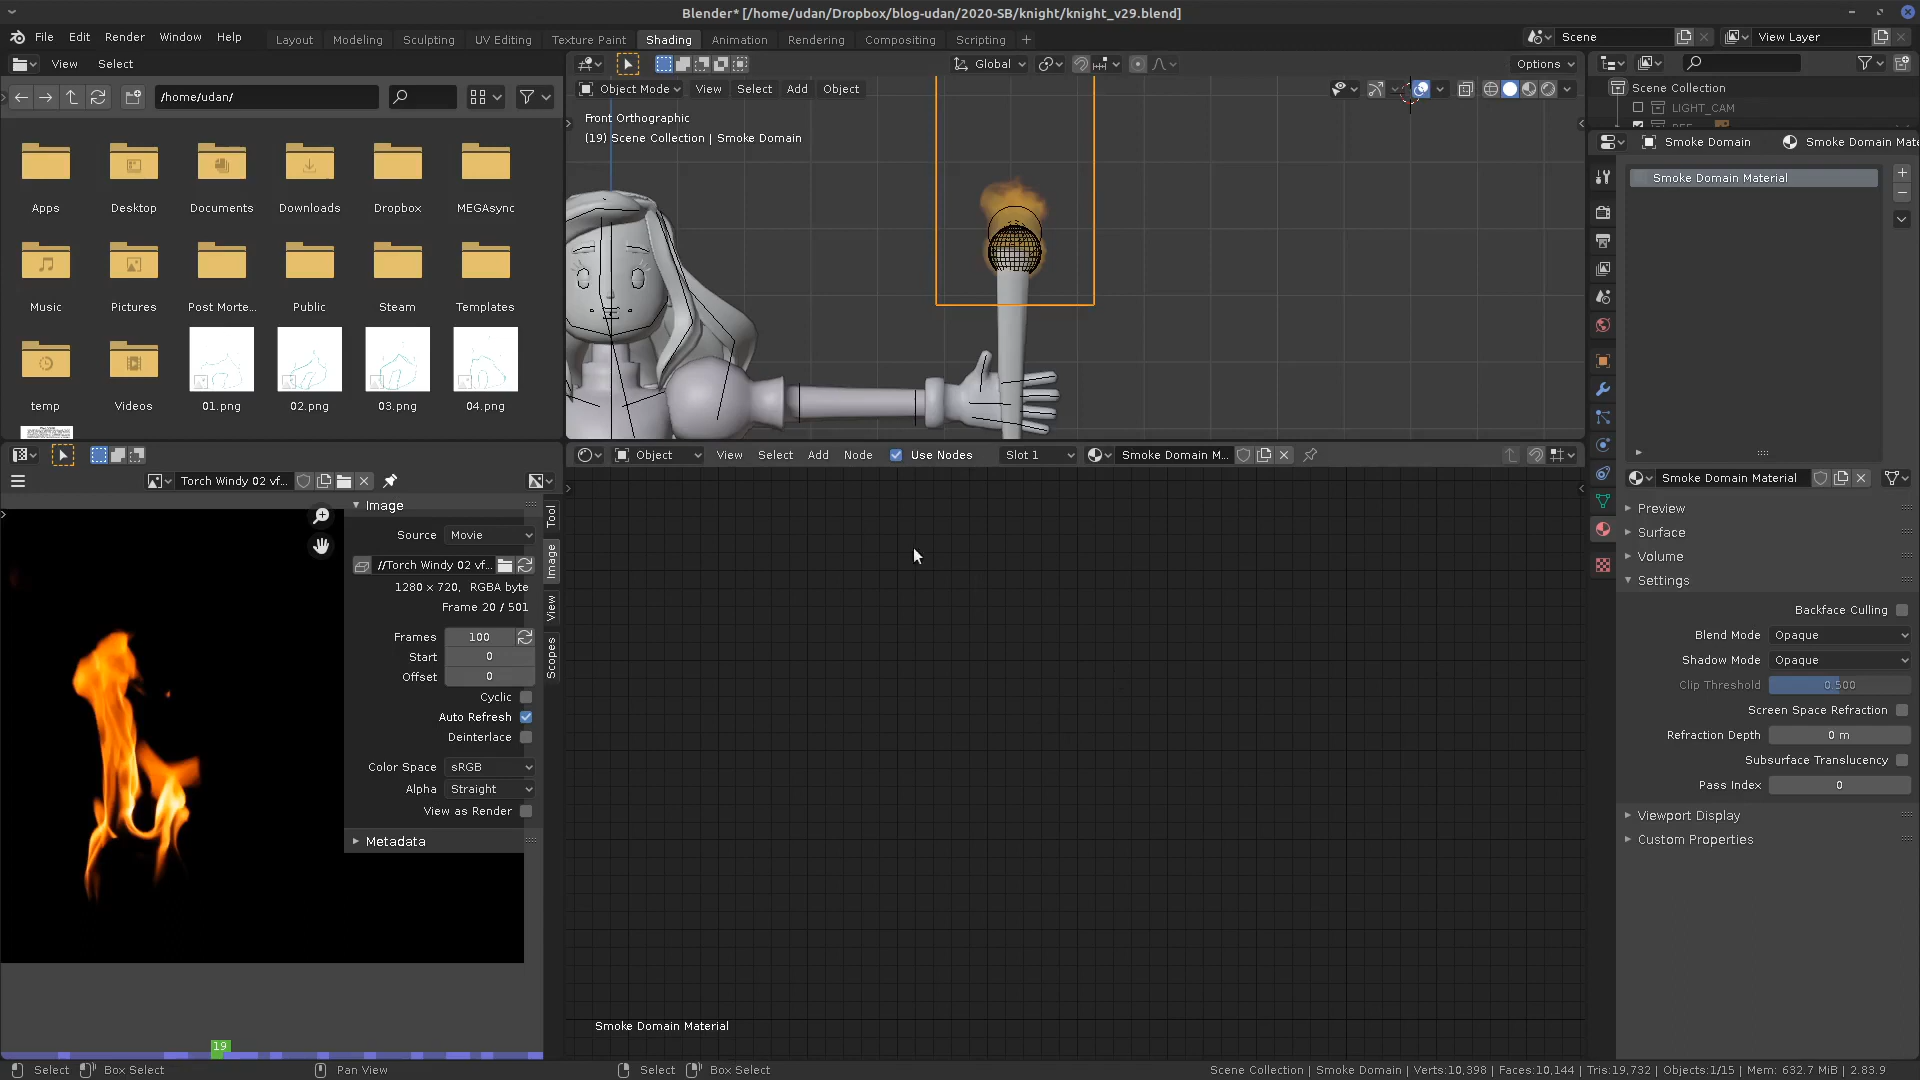 Blender* [/home/udan/Dropbox/blog-udan/2020-SB/knight/knight_v29.blend]
File Edit Render Window Help
Layout Modeling Sculpting UV Editing Texture Paint Shading Animation Rendering Compositing Scripting
Scene
View Layer
View Select
Global
Options
/home/udan/
Object Mode View Select Add Object
Scene Collection
LIGHT_CAM
Front Orthographic
(19) Scene Collection | Smoke Domain
Smoke Domain Smoke Domain Mate
Smoke Domain Material
Apps Desktop Documents Downloads Dropbox MEGAsync
Music Pictures Post Morte... Public Steam Templates
temp Videos 01.png 02.png 03.png 04.png
Object View Select Add Node Use Nodes Slot 1 Smoke Domain M...
Torch Windy 02 vf...
Image
Source Movie
//Torch Windy 02 vf...
1280 × 720, RGBA byte
Frame 20 / 501
Frames 100
Start 0
Offset 0
Cyclic
Auto Refresh
Deinterlace
Color Space sRGB
Alpha Straight
View as Render
Metadata
Tool
Image
View
Scopes
19
Smoke Domain Material
Smoke Domain Material
Preview
Surface
Volume
Settings
Backface Culling
Blend Mode Opaque
Shadow Mode Opaque
Clip Threshold 0.500
Screen Space Refraction
Refraction Depth 0 m
Subsurface Translucency
Pass Index 0
Viewport Display
Custom Properties
Select Box Select Pan View Select Box Select
Scene Collection | Smoke Domain | Verts:10,398 | Faces:10,144 | Tris:19,732 | Objects:1/15 | Mem: 632.7 MiB | 2.83.9